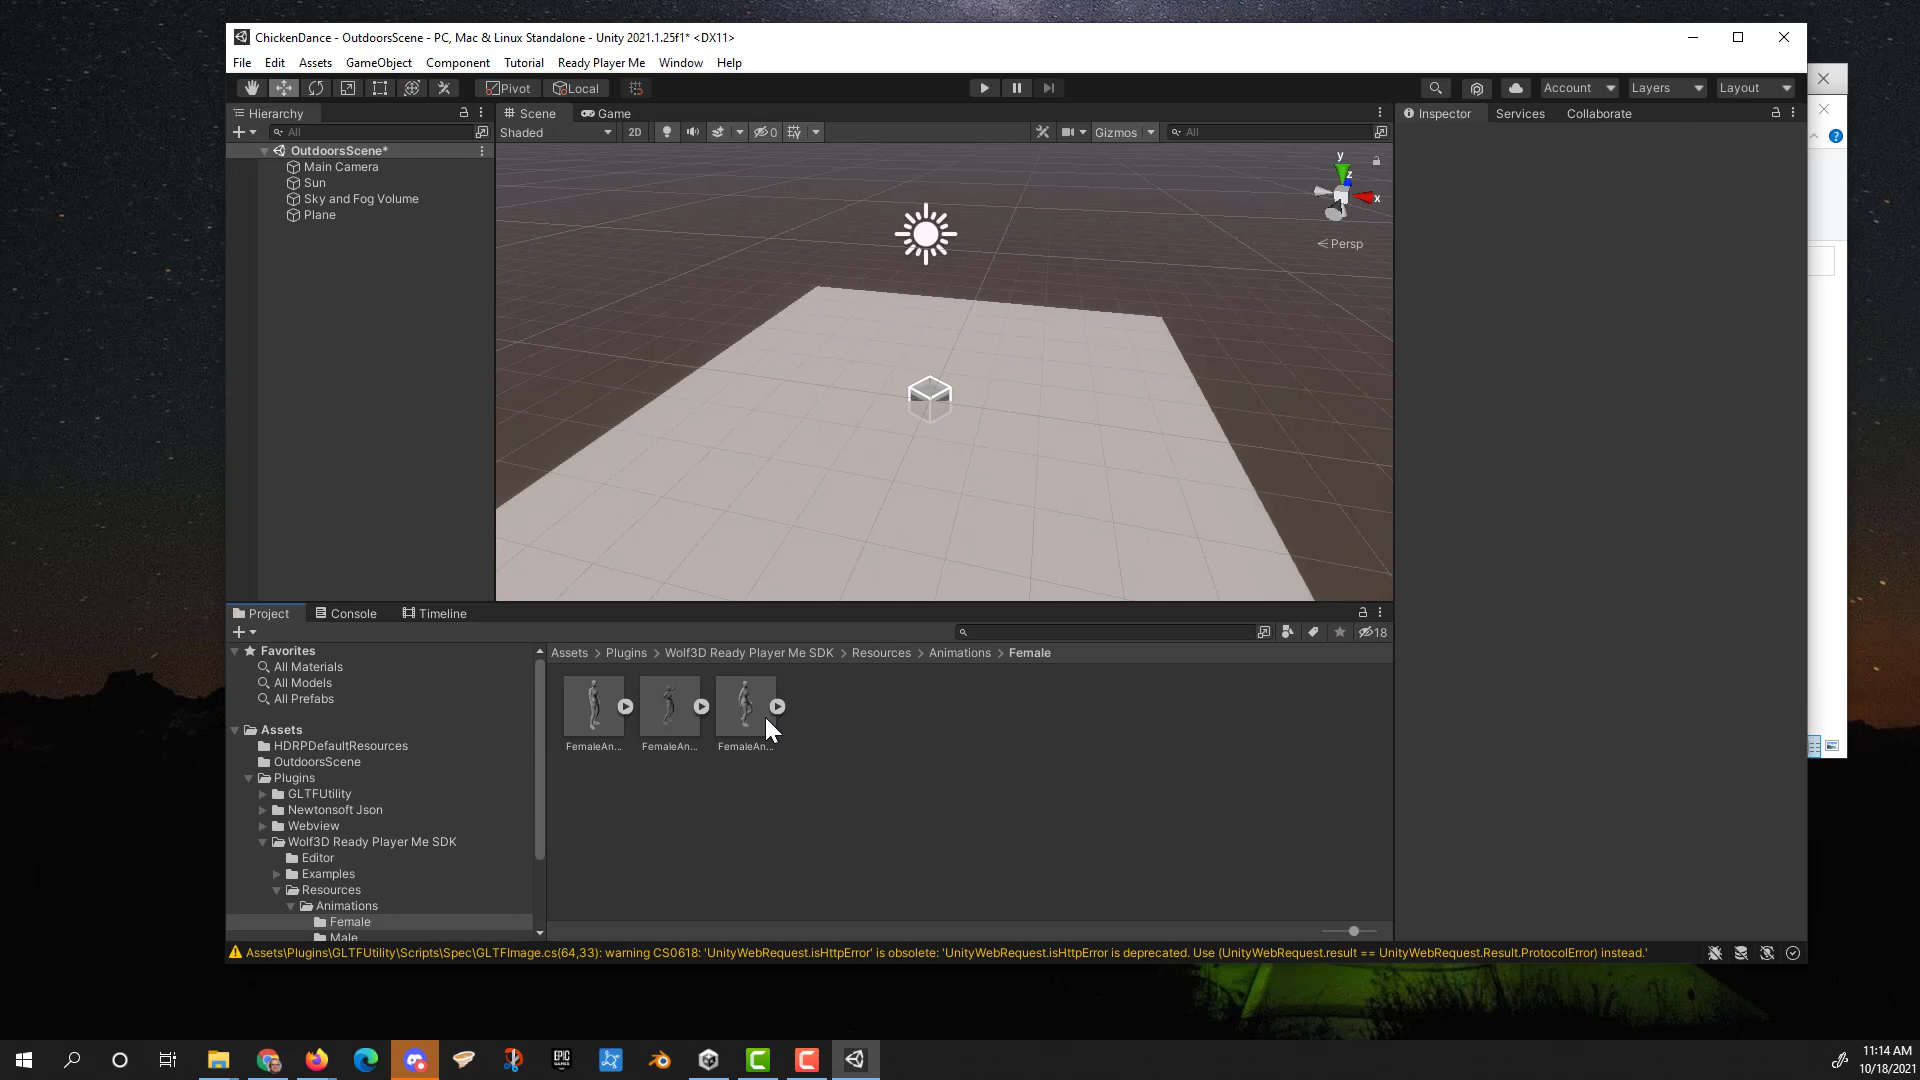 ChickenDance - OutdoorsScene - PC, Mac & Linux Standalone - Unity 2021.1.25f1* <DX11>
File Edit Assets GameObject Component Tutorial Ready Player Me Window Help
Pivot Local Account Layers Layout
Hierarchy Scene Game Inspector Services Collaborate
All Shaded 2D 0 Gizmos All
OutdoorsScene*
Main Camera
Sun
Sky and Fog Volume
Plane
y
z
x
Persp
Project Console Timeline
18
Favorites
All Materials
All Models
All Prefabs
Assets
HDRPDefaultResources
OutdoorsScene
Plugins
GLTFUtility
Newtonsoft Json
Webview
Wolf3D Ready Player Me SDK
Editor
Examples
Resources
Animations
Female
Male
Assets > Plugins > Wolf3D Ready Player Me SDK > Resources > Animations > Female
FemaleAn... FemaleAn... FemaleAn...
Assets\Plugins\GLTFUtility\Scripts\Spec\GLTFImage.cs(64,33): warning CS0618: 'UnityWebRequest.isHttpError' is obsolete: 'UnityWebRequest.isHttpError is deprecated. Use (UnityWebRequest.result == UnityWebRequest.Result.ProtocolError) instead.'
EPIC GAMES
11:14 AM
10/18/2021